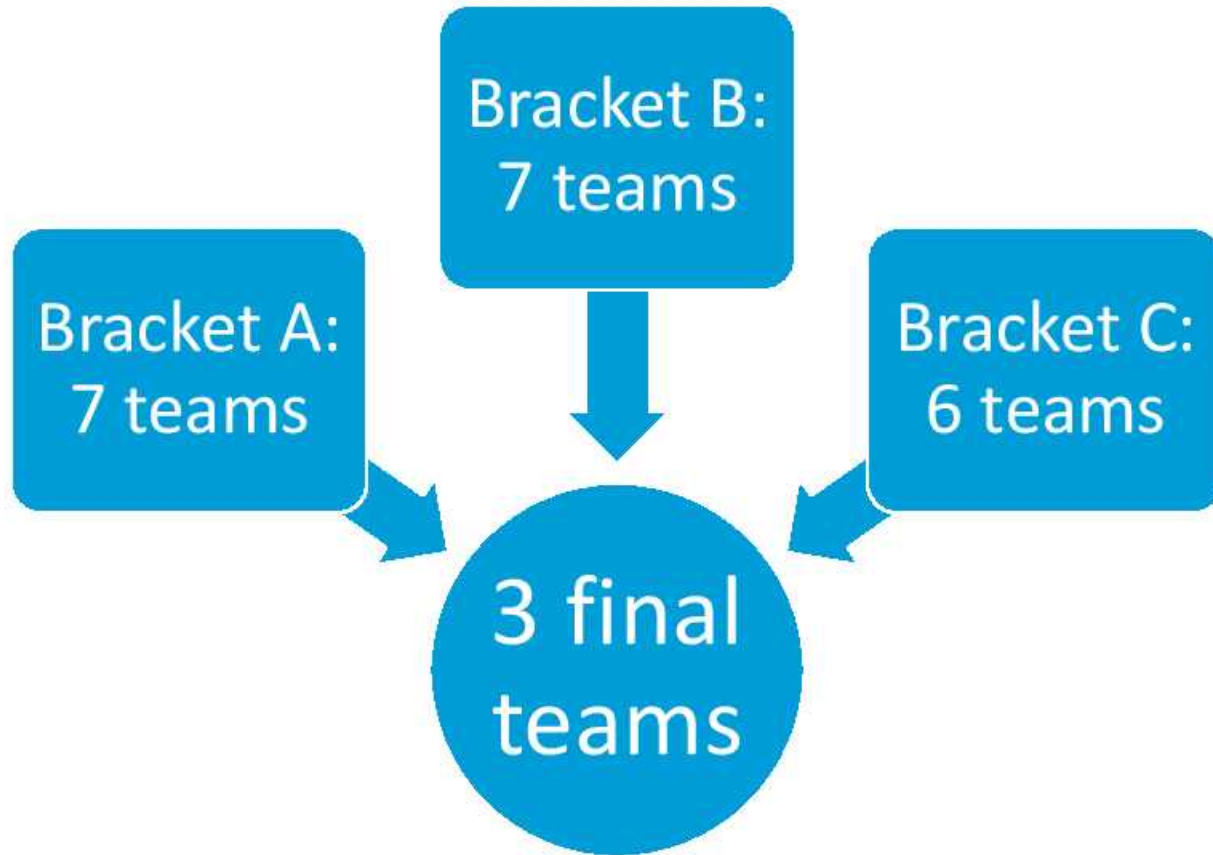 Bracket B:
7 teams
Bracket A:
7 teams
Bracket C:
6 teams
3 final
teams